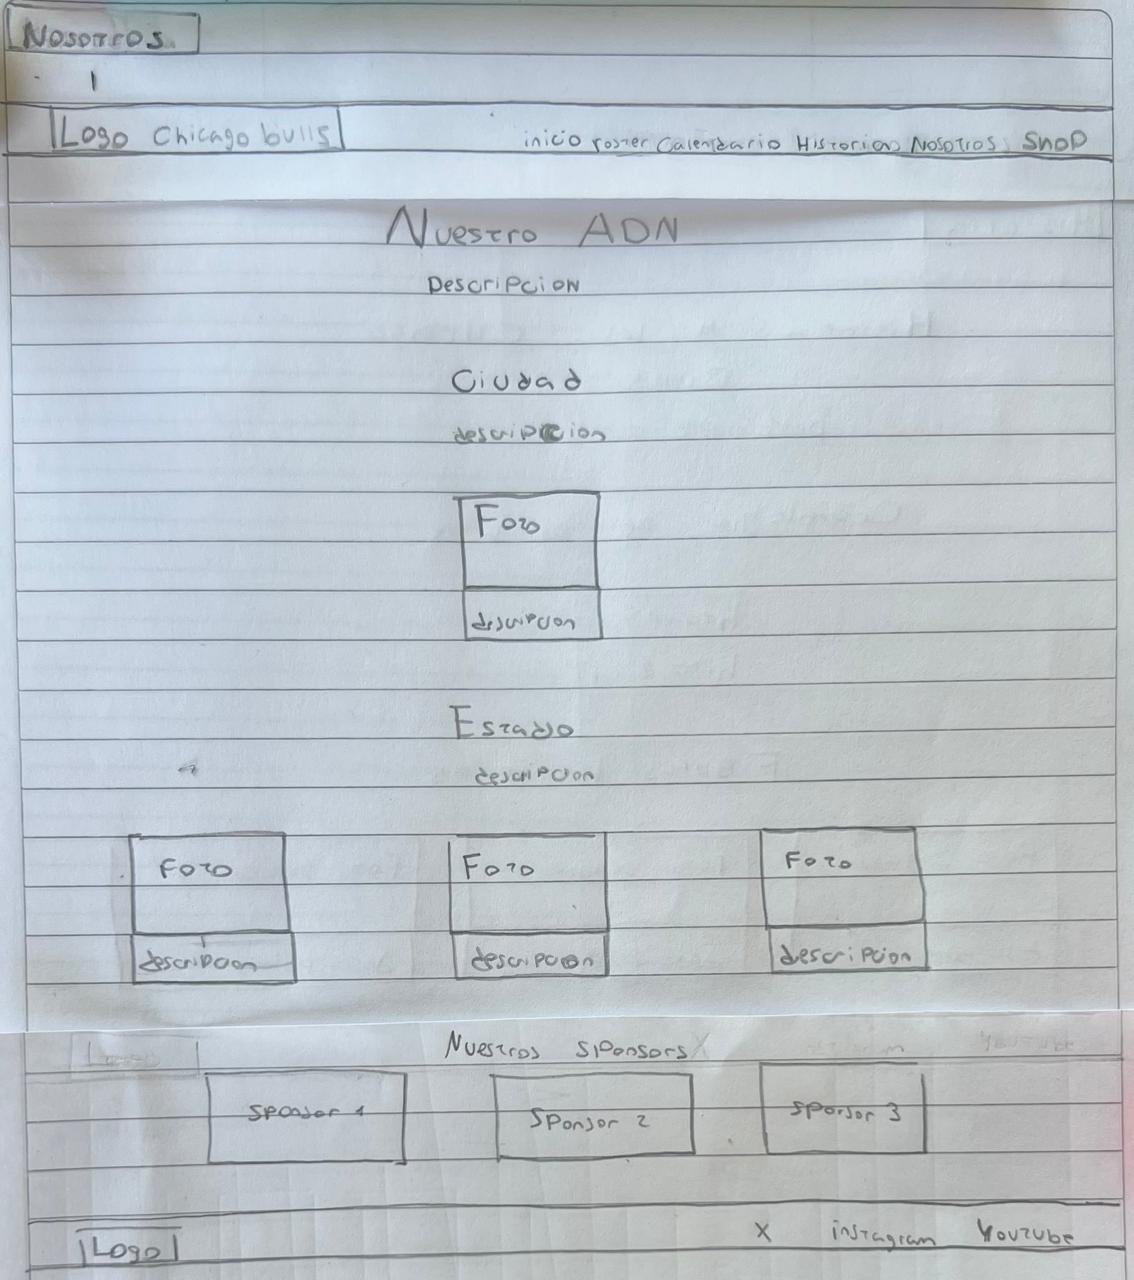 Nosotros
Logo Chicago bulls inicio roster Calendario Historia Nosotros Shop
Nuestro ADN
Descripcion
Ciudad
descripcion
Foto
descripcion
Estadio
descripcion
Foto Foto Foto
descripcion descripcion descripcion
Nuestros sponsors
sponsor 1 Sponsor 2 sponsor 3
Logo X instagram Youtube